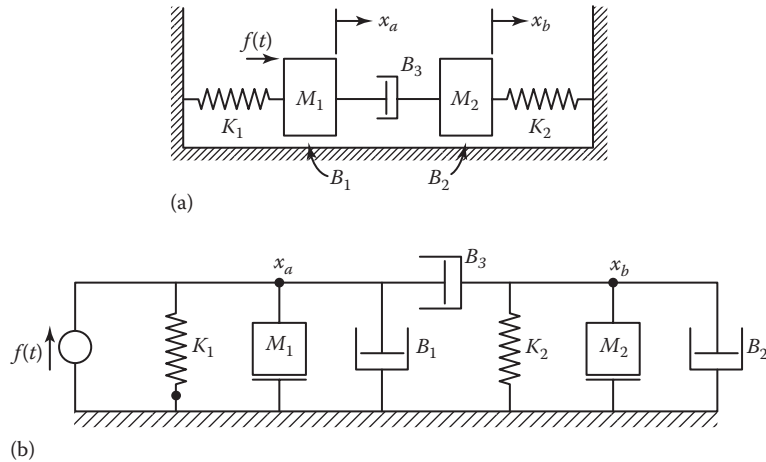 x_a x_b
f(t) B_3
M_1 M_2
K_1 K_2
B_1 B_2
(a)
x_a B_3 x_b
f(t) K_1 M_1 B_1 K_2 M_2 B_2
(b)